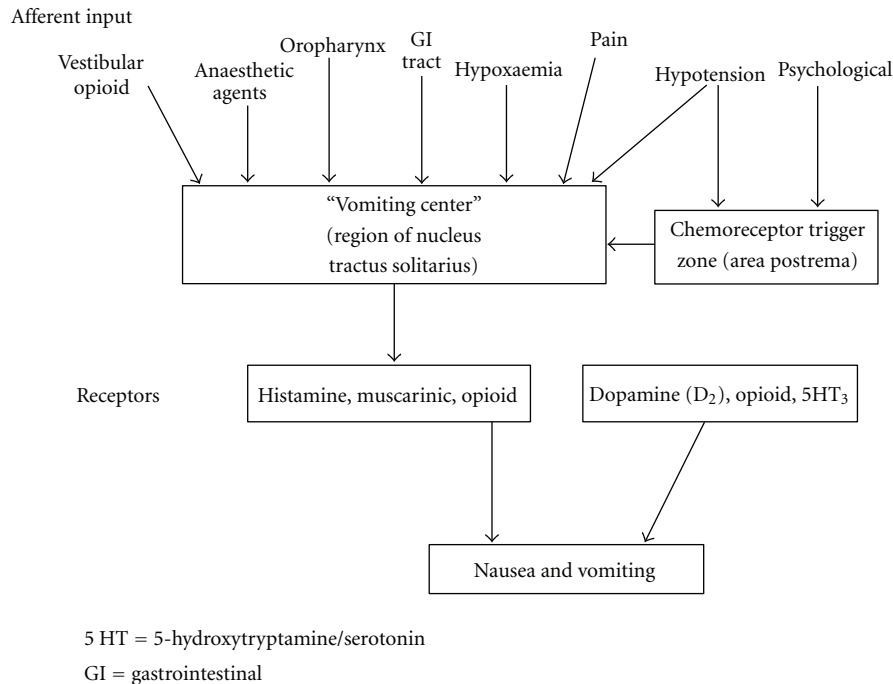 Afferent input
Vestibular
opioid
Anaesthetic
agents
Oropharynx
GI
tract
Hypoxaemia
Pain
Hypotension
Psychological
“Vomiting center”
(region of nucleus
tractus solitarius)
Chemoreceptor trigger
zone (area postrema)
Receptors
Histamine, muscarinic, opioid
Dopamine (D₂), opioid, 5HT₃
Nausea and vomiting
5 HT = 5-hydroxytryptamine/serotonin
GI = gastrointestinal